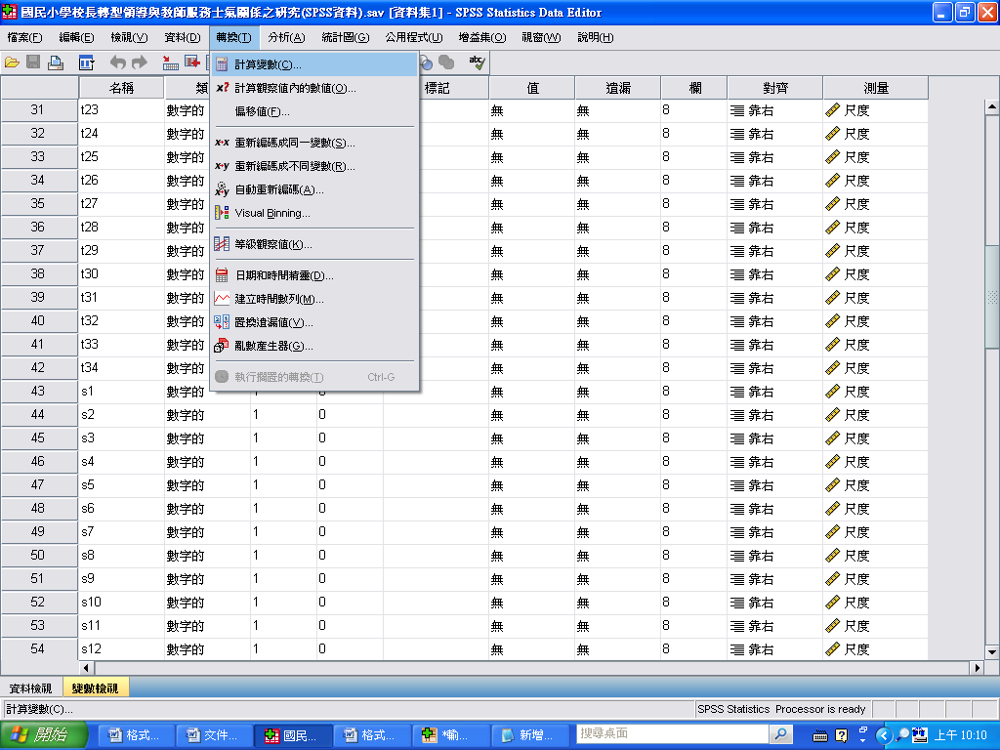 國民小學校長轉型領導與教師服務士氣關係之研究(SPSS資料).sav [資料集1] - SPSS Statistics Data Editor
檔案(F) 編輯(E) 檢視(V) 資料(D) 轉換(T) 分析(A) 統計圖(G) 公用程式(U) 增益集(O) 視窗(W) 說明(H)
計算變數(C)...
計算觀察值內的數值(O)...
偏移值(F)...
重新編碼成同一變數(S)...
重新編碼成不同變數(R)...
自動重新編碼(A)...
Visual Binning...
等級觀察值(K)...
日期和時間精靈(D)...
建立時間數列(M)...
置換遺漏值(V)...
亂數產生器(G)...
執行擱置的轉換(T) Ctrl-G
名稱 類 標記 值 遺漏 欄 對齊 測量
31 t23 數字的 無 無 8 靠右 尺度
32 t24 數字的 無 無 8 靠右 尺度
33 t25 數字的 無 無 8 靠右 尺度
34 t26 數字的 無 無 8 靠右 尺度
35 t27 數字的 無 無 8 靠右 尺度
36 t28 數字的 無 無 8 靠右 尺度
37 t29 數字的 無 無 8 靠右 尺度
38 t30 數字的 無 無 8 靠右 尺度
39 t31 數字的 無 無 8 靠右 尺度
40 t32 數字的 無 無 8 靠右 尺度
41 t33 數字的 無 無 8 靠右 尺度
42 t34 數字的 無 無 8 靠右 尺度
43 s1 數字的 1 0 無 無 8 靠右 尺度
44 s2 數字的 1 0 無 無 8 靠右 尺度
45 s3 數字的 1 0 無 無 8 靠右 尺度
46 s4 數字的 1 0 無 無 8 靠右 尺度
47 s5 數字的 1 0 無 無 8 靠右 尺度
48 s6 數字的 1 0 無 無 8 靠右 尺度
49 s7 數字的 1 0 無 無 8 靠右 尺度
50 s8 數字的 1 0 無 無 8 靠右 尺度
51 s9 數字的 1 0 無 無 8 靠右 尺度
52 s10 數字的 1 0 無 無 8 靠右 尺度
53 s11 數字的 1 0 無 無 8 靠右 尺度
54 s12 數字的 1 0 無 無 8 靠右 尺度
資料檢視 變數檢視
計算變數(C)... SPSS Statistics Processor is ready
開始 格式... 文件... 國民... 格式... *輸... 新增... 搜尋桌面 上午 10:10